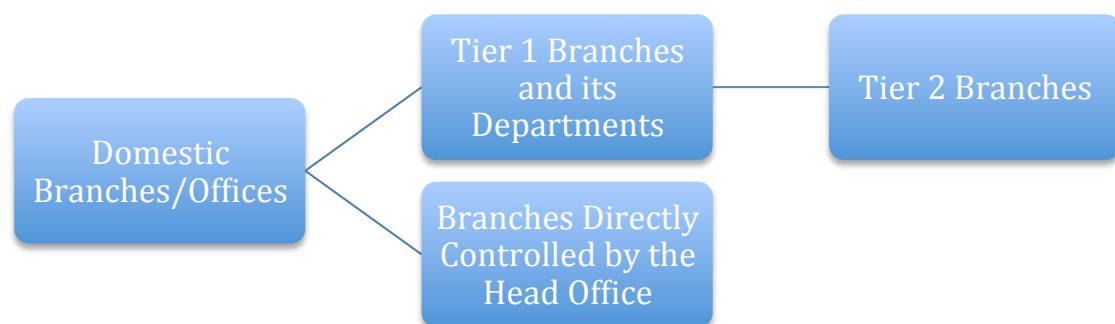 Domestic
Branches/Offices
Tier 1 Branches
and its
Departments
Tier 2 Branches
Branches Directly
Controlled by the
Head Office